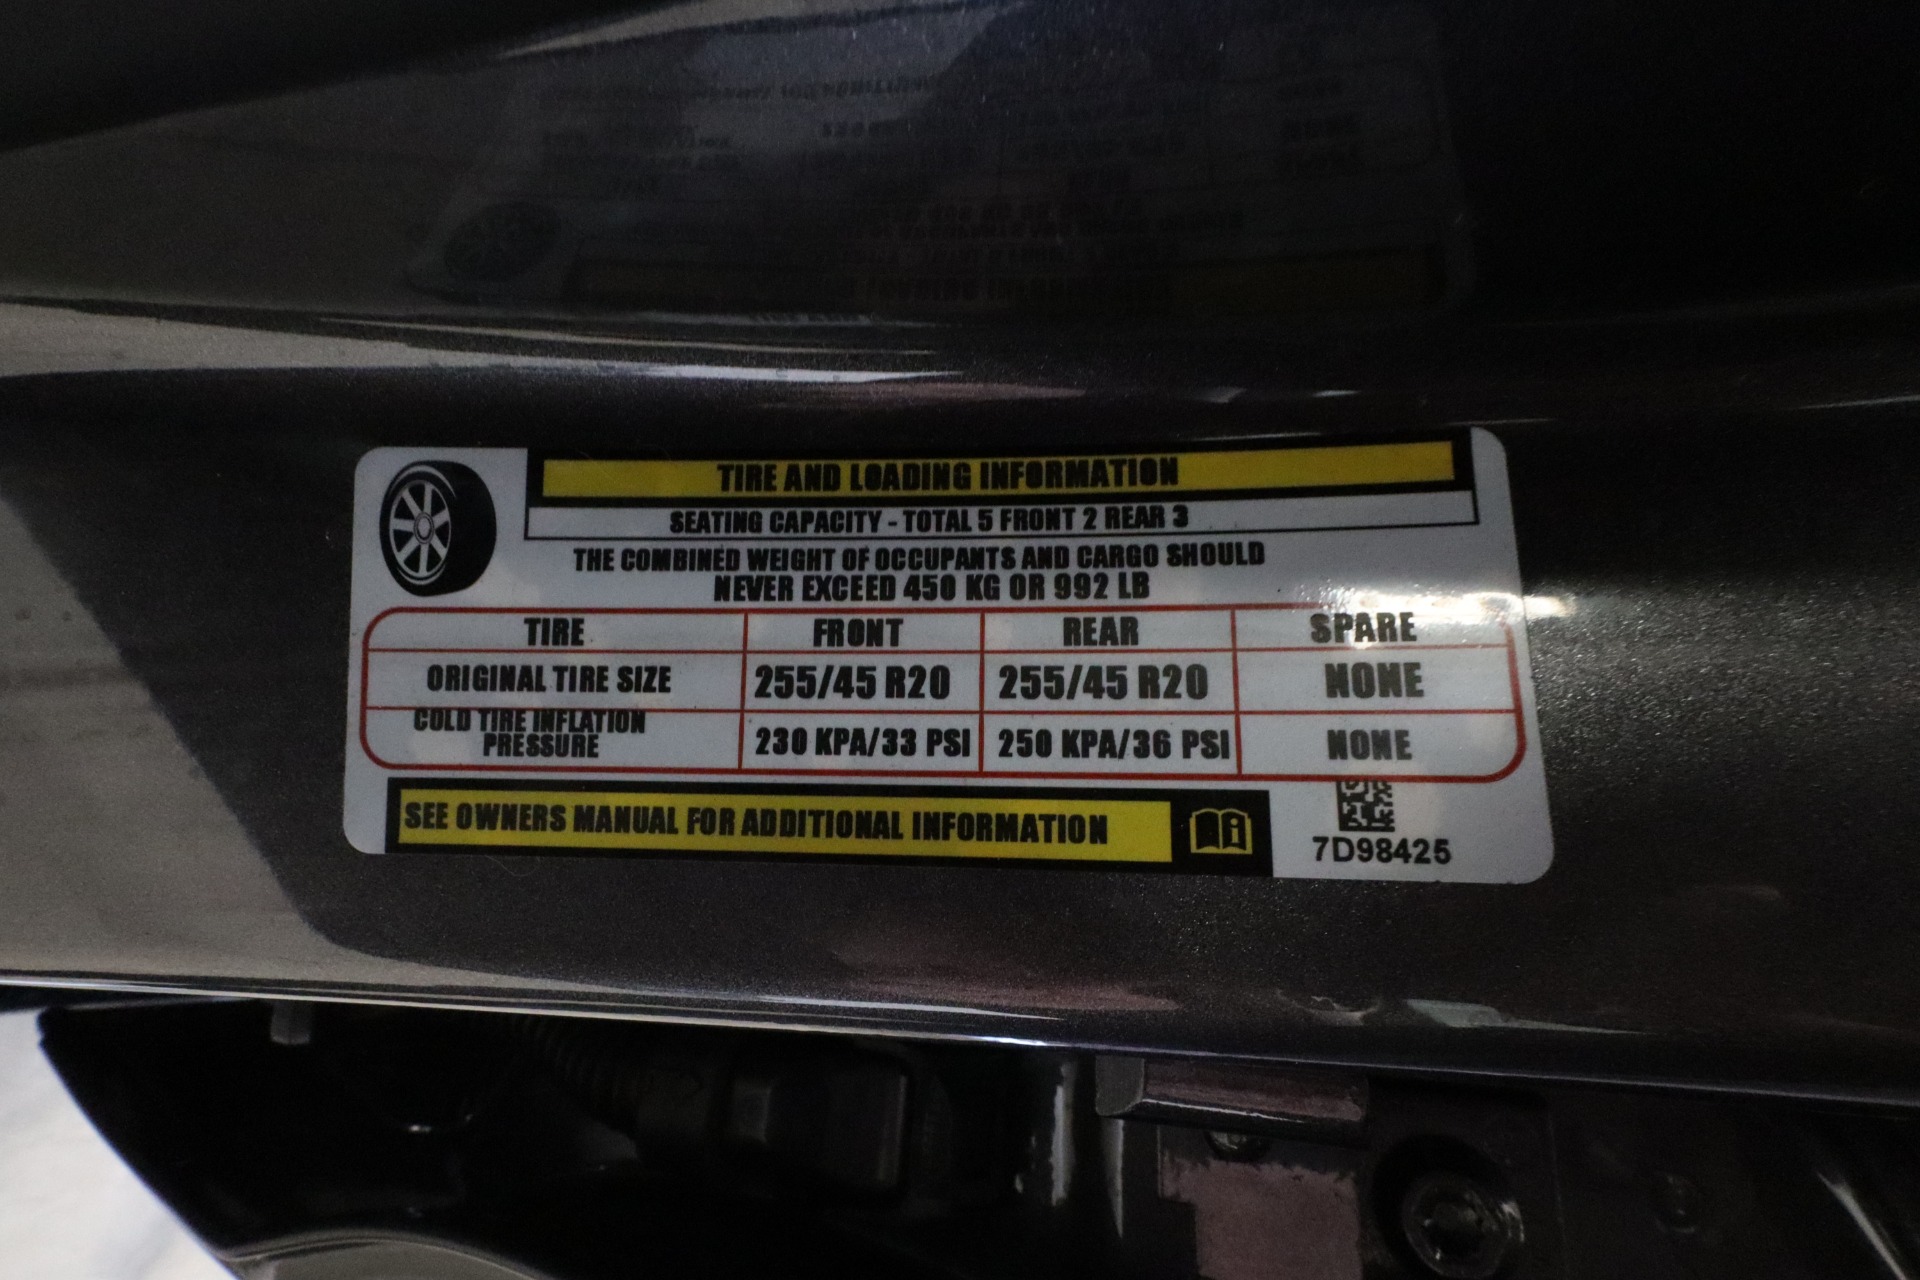 TIRE AND LOADING INFORMATION
SEATING CAPACITY - TOTAL 5 FRONT 2 REAR 3
THE COMBINED WEIGHT OF OCCUPANTS AND CARGO SHOULD
NEVER EXCEED 450 KG OR 992 LB
TIRE FRONT REAR SPARE
ORIGINAL TIRE SIZE 255/45 R20 255/45 R20 NONE
COLD TIRE INFLATION
PRESSURE 230 KPA/33 PSI 250 KPA/36 PSI NONE
SEE OWNERS MANUAL FOR ADDITIONAL INFORMATION
7D98425